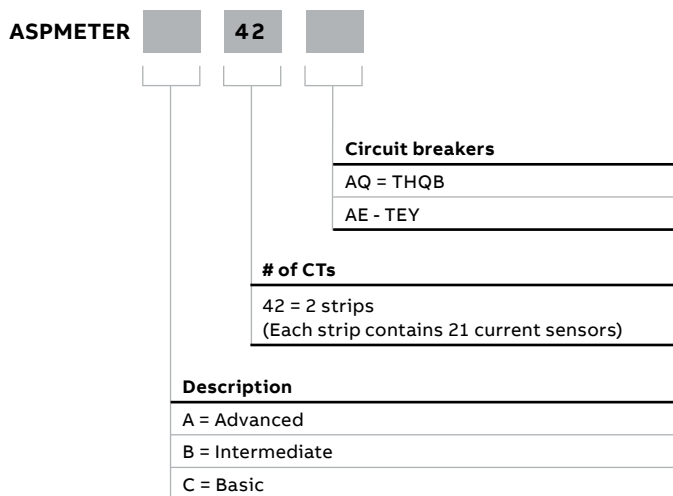 ASPMETER 42
Circuit breakers
AQ = THQB
AE - TEY
# of CTs
42 = 2 strips
(Each strip contains 21 current sensors)
Description
A = Advanced
B = Intermediate
C = Basic